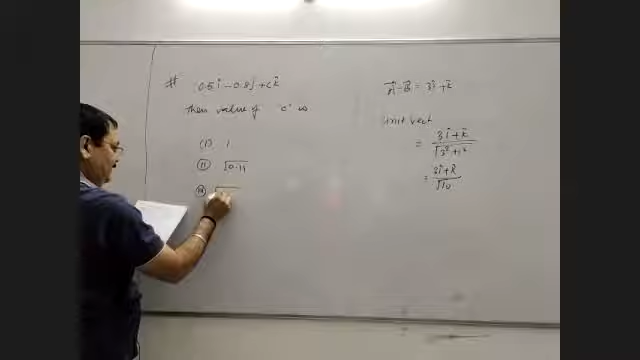 # 0.5î - 0.8ĵ + ck̂
then value of 'c' is
(i) 1
(ii) √0.11
(iii) √
A⃗ - B⃗ = 3î + k̂
unit vect
= 3î + k̂ / √3² + 1²
= 3î + k̂ / √10